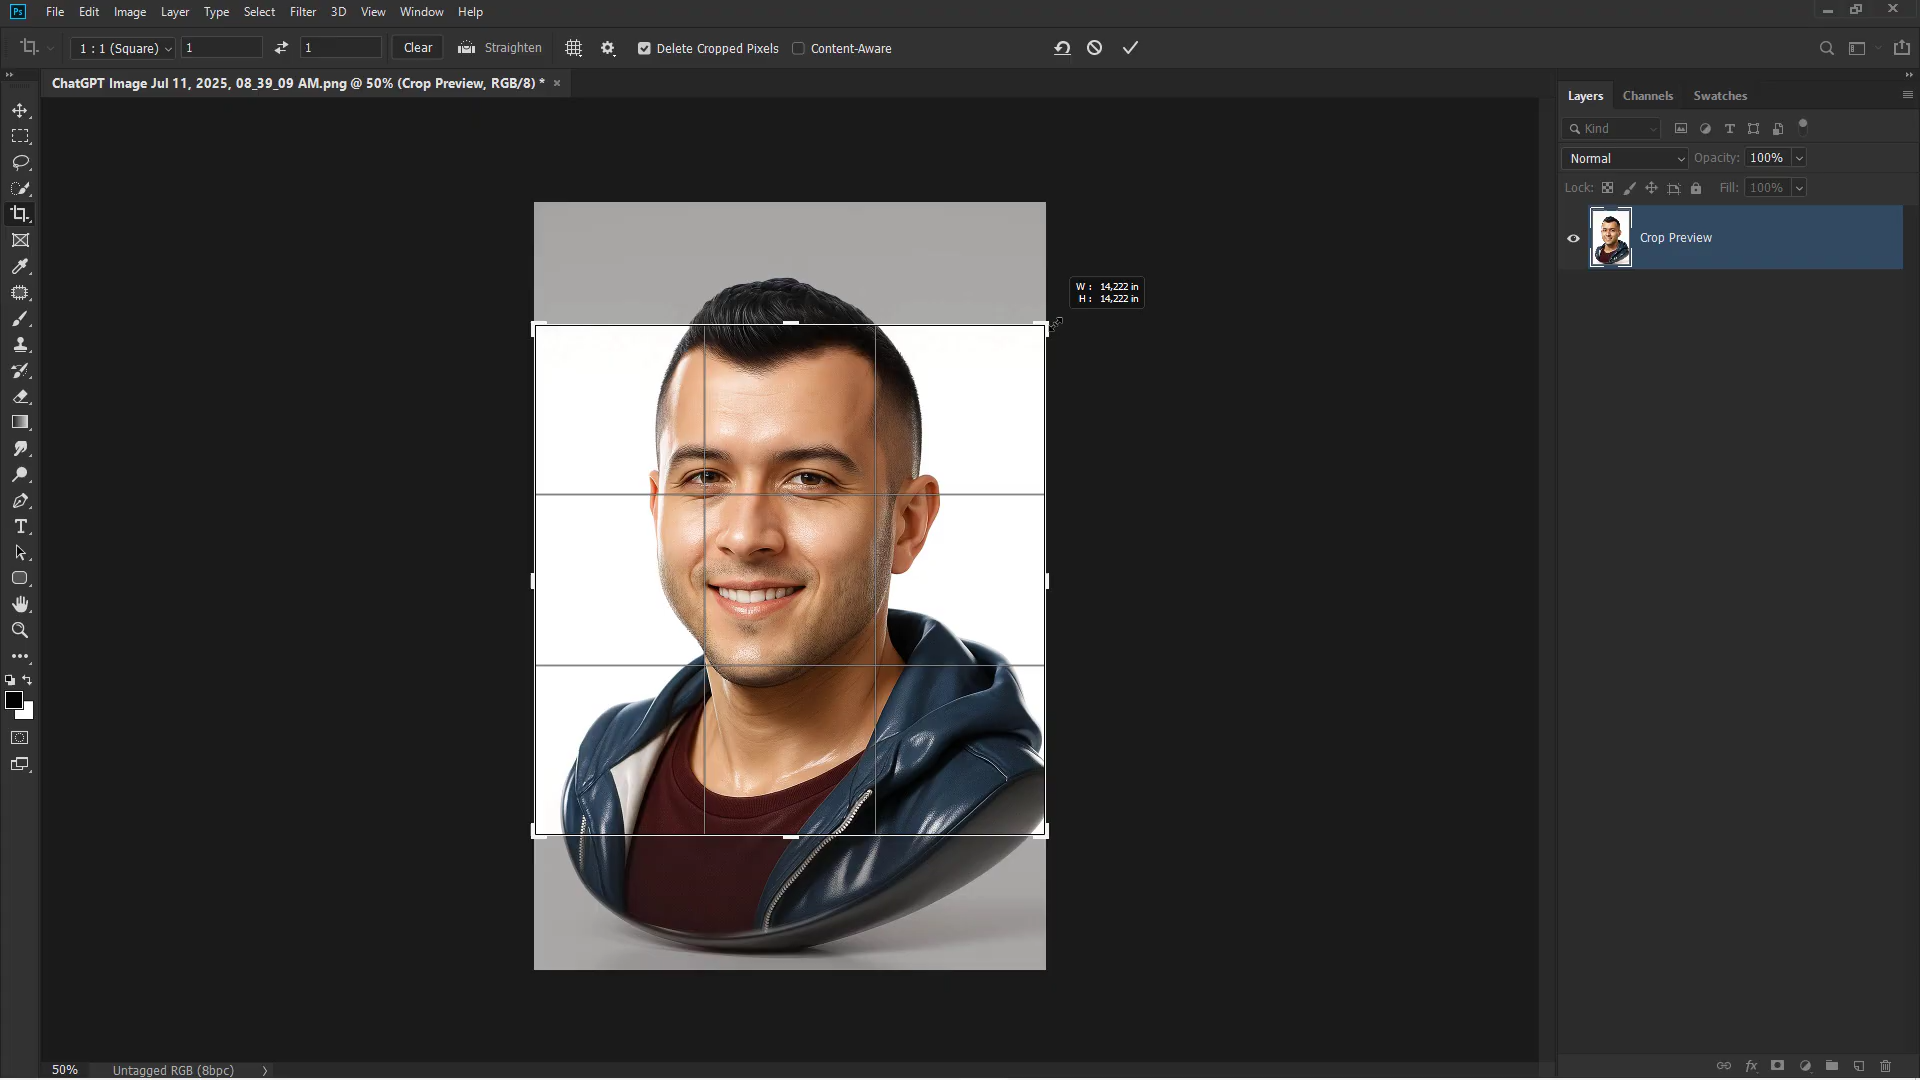 Ps File Edit Image Layer Type Select Filter 3D View Window Help
1 : 1 (Square) 1 1 Clear Straighten Delete Cropped Pixels Content-Aware
ChatGPT Image Jul 11, 2025, 08_39_09 AM.png @ 50% (Crop Preview, RGB/8) * ×
Layers Channels Swatches
Kind
Normal Opacity: 100%
Lock: Fill: 100%
Crop Preview
W : 14,222 in
H : 14,222 in
50% Untagged RGB (8bpc)